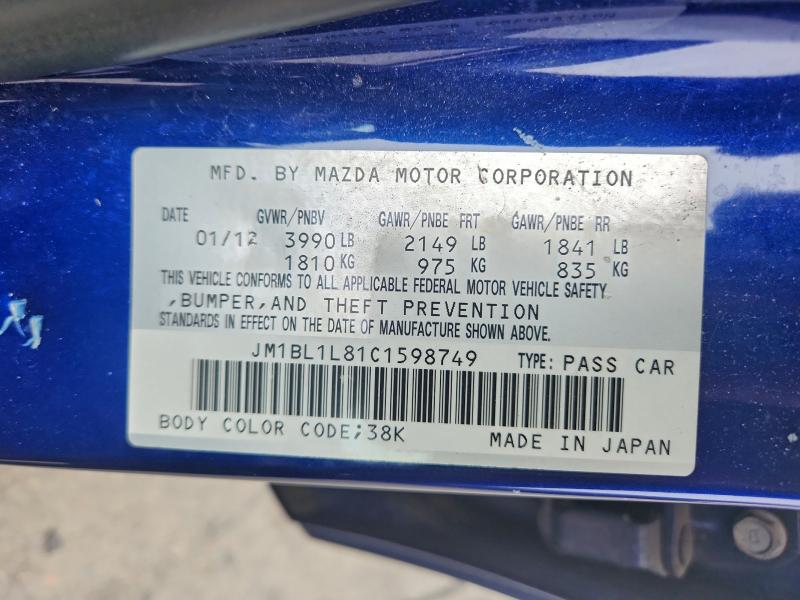 MFD. BY MAZDA MOTOR CORPORATION
DATE GVWR/PNBV GAWR/PNBE FRT GAWR/PNBE RR
01/12 3990 LB 2149 LB 1841 LB
1810 KG 975 KG 835 KG
THIS VEHICLE CONFORMS TO ALL APPLICABLE FEDERAL MOTOR VEHICLE SAFETY
,BUMPER,AND THEFT PREVENTION
STANDARDS IN EFFECT ON THE DATE OF MANUFACTURE SHOWN ABOVE.
JM1BL1L81C1598749 TYPE: PASS CAR
BODY COLOR CODE;38K MADE IN JAPAN